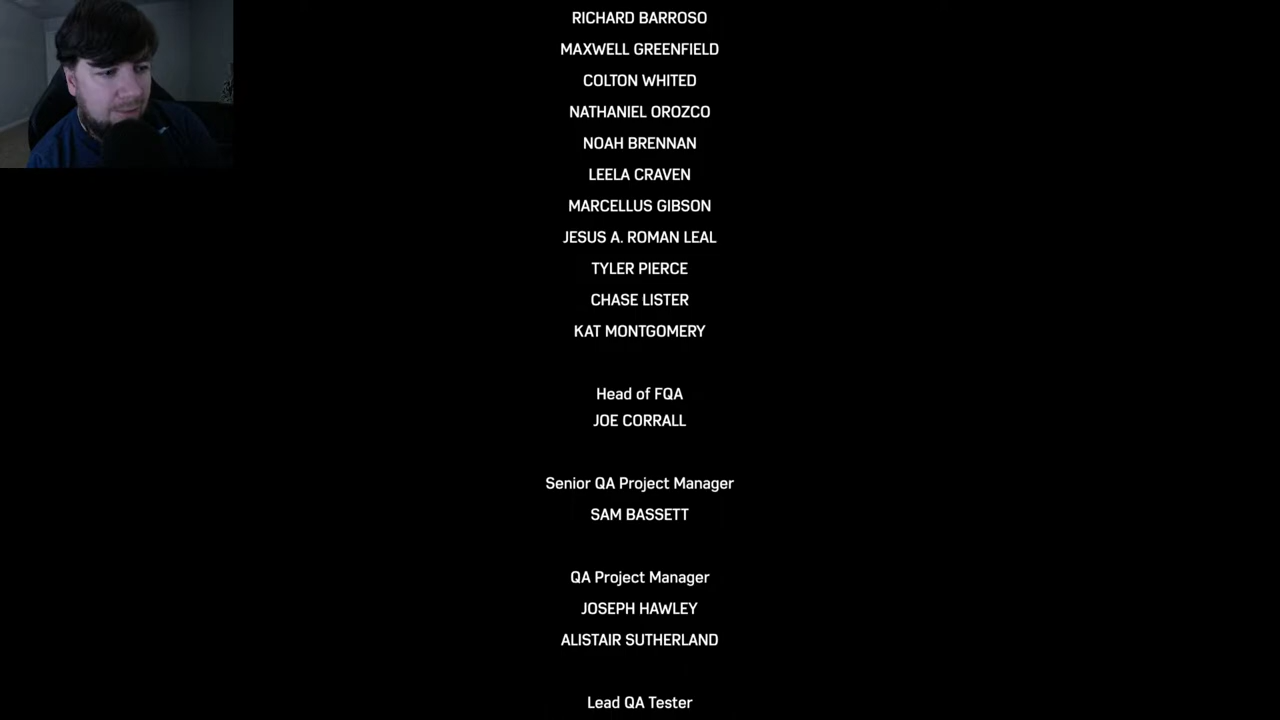 RICHARD BARROSO
MAXWELL GREENFIELD
COLTON WHITED
NATHANIEL OROZCO
NOAH BRENNAN
LEELA CRAVEN
MARCELLUS GIBSON
JESUS A. ROMAN LEAL
TYLER PIERCE
CHASE LISTER
KAT MONTGOMERY
Head of FQA
JOE CORRALL
Senior QA Project Manager
SAM BASSETT
QA Project Manager
JOSEPH HAWLEY
ALISTAIR SUTHERLAND
Lead QA Tester